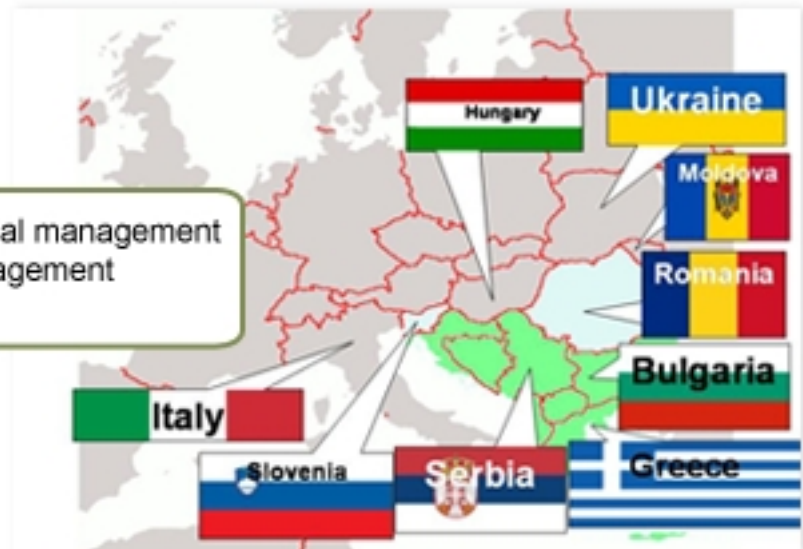 Hungary
Ukraine
Moldova
al management
agement
Romania
Bulgaria
Italy
Slovenia
Serbia
Greece